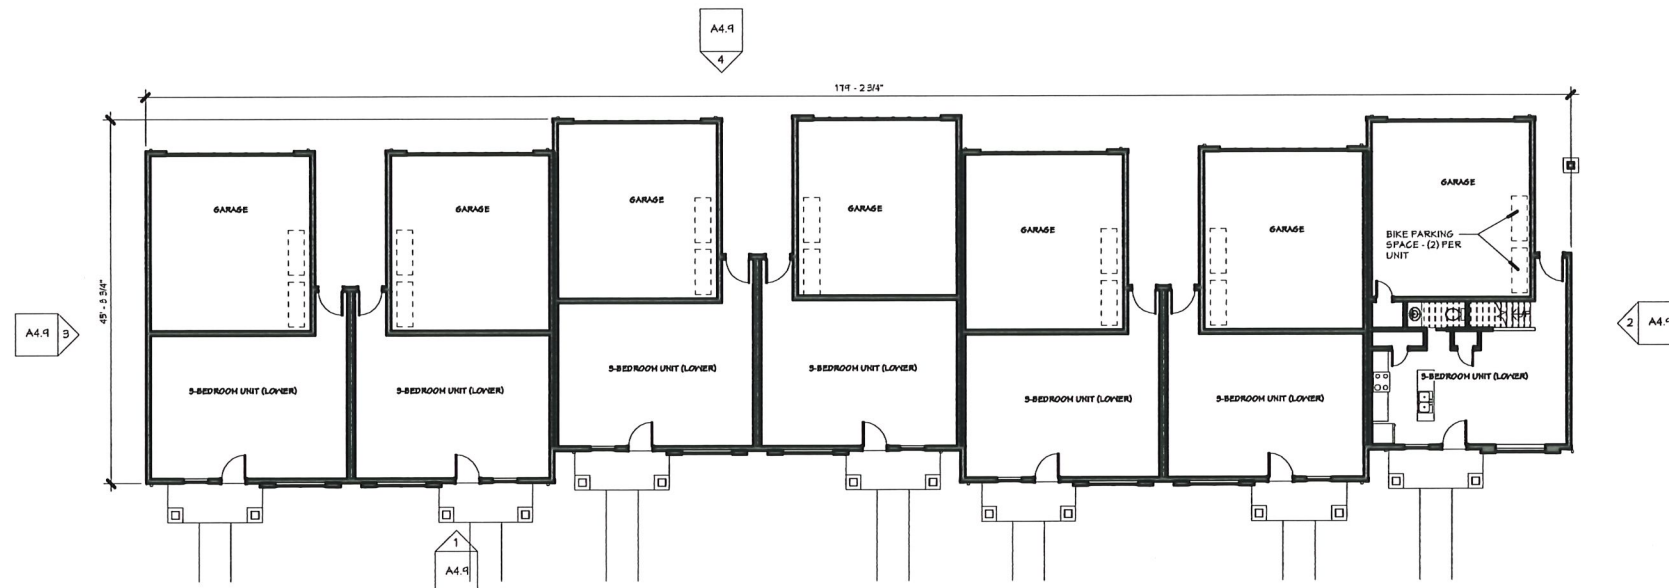 A4.9
4
179 - 2 3/4"
45' - 8 3/4"
GARAGE
GARAGE
GARAGE
GARAGE
GARAGE
GARAGE
GARAGE
BIKE PARKING
SPACE - (2) PER
UNIT
A4.9
3
2
A4.9
3-BEDROOM UNIT (LOWER)
3-BEDROOM UNIT (LOWER)
3-BEDROOM UNIT (LOWER)
3-BEDROOM UNIT (LOWER)
3-BEDROOM UNIT (LOWER)
3-BEDROOM UNIT (LOWER)
3-BEDROOM UNIT (LOWER)
1
A4.9